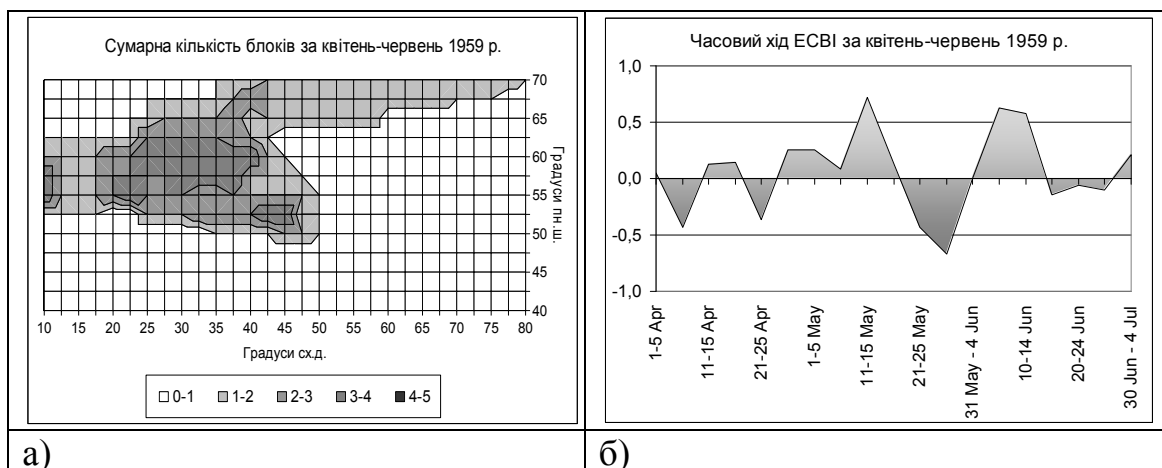 Сумарна кількість блоків за квітень-червень 1959 р.
70
65
60
55
50
45
40
Градуси пн.ш.
10 15 20 25 30 35 40 45 50 55 60 65 70 75 80
Градуси сх.д.
0-1 1-2 2-3 3-4 4-5
а)
Часовий хід ECBI за квітень-червень 1959 р.
1,0
0,5
0,0
-0,5
-1,0
1-5 Apr
11-15 Apr
21-25 Apr
1-5 May
11-15 May
21-25 May
31 May - 4 Jun
10-14 Jun
20-24 Jun
30 Jun - 4 Jul
б)